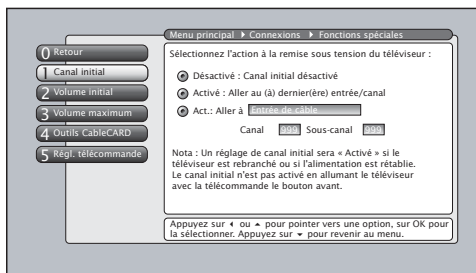 Menu principal ▸ Connexions ▸ Fonctions spéciales
0 Retour
1 Canal initial
2 Volume initial
3 Volume maximum
4 Outils CableCARD
5 Régl. télécommande
Sélectionnez l'action à la remise sous tension du téléviseur :
Désactivé : Canal initial désactivé
Activé : Aller au (à) dernier(ère) entrée/canal
Act.: Aller à Entrée de câble
Canal 999 Sous-canal 999
Nota : Un réglage de canal initial sera « Activé » si le
téléviseur est rebranché ou si l'alimentation est rétablie.
Le canal initial n'est pas activé en allumant le téléviseur
avec la télécommande le bouton avant.
Appuyez sur ◂ ou ▴ pour pointer vers une option, sur OK pour
la sélectionner. Appuyez sur ▾ pour revenir au menu.